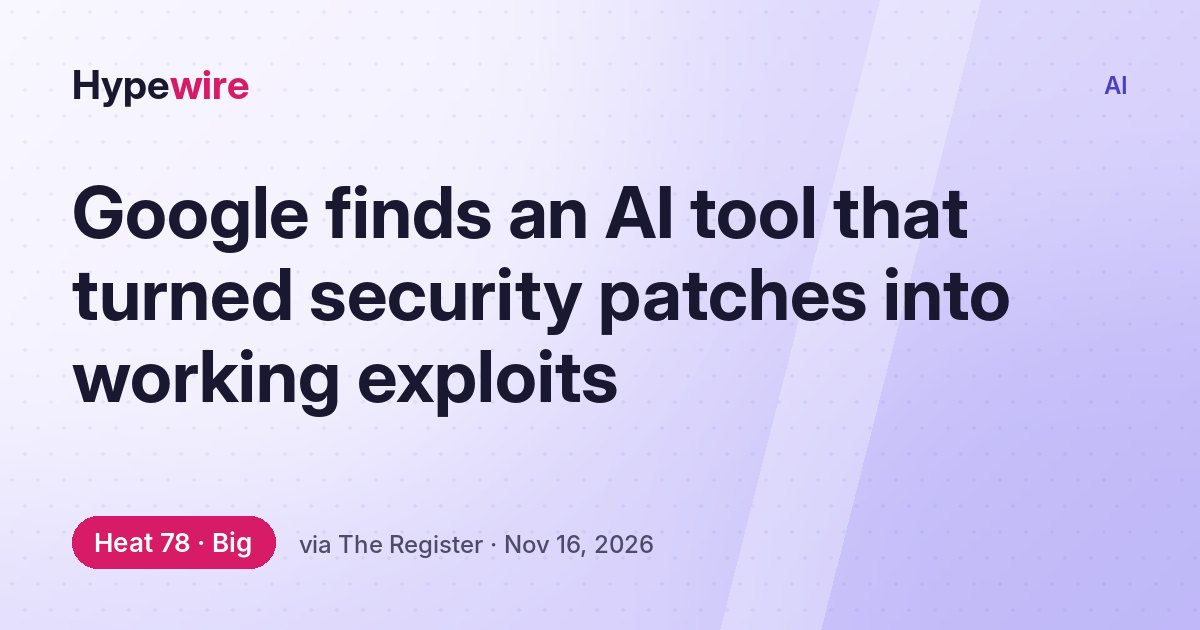 Hypewire
AI
Google finds an AI tool that
turned security patches into
working exploits
Heat 78 · Big
via The Register · Nov 16, 2026